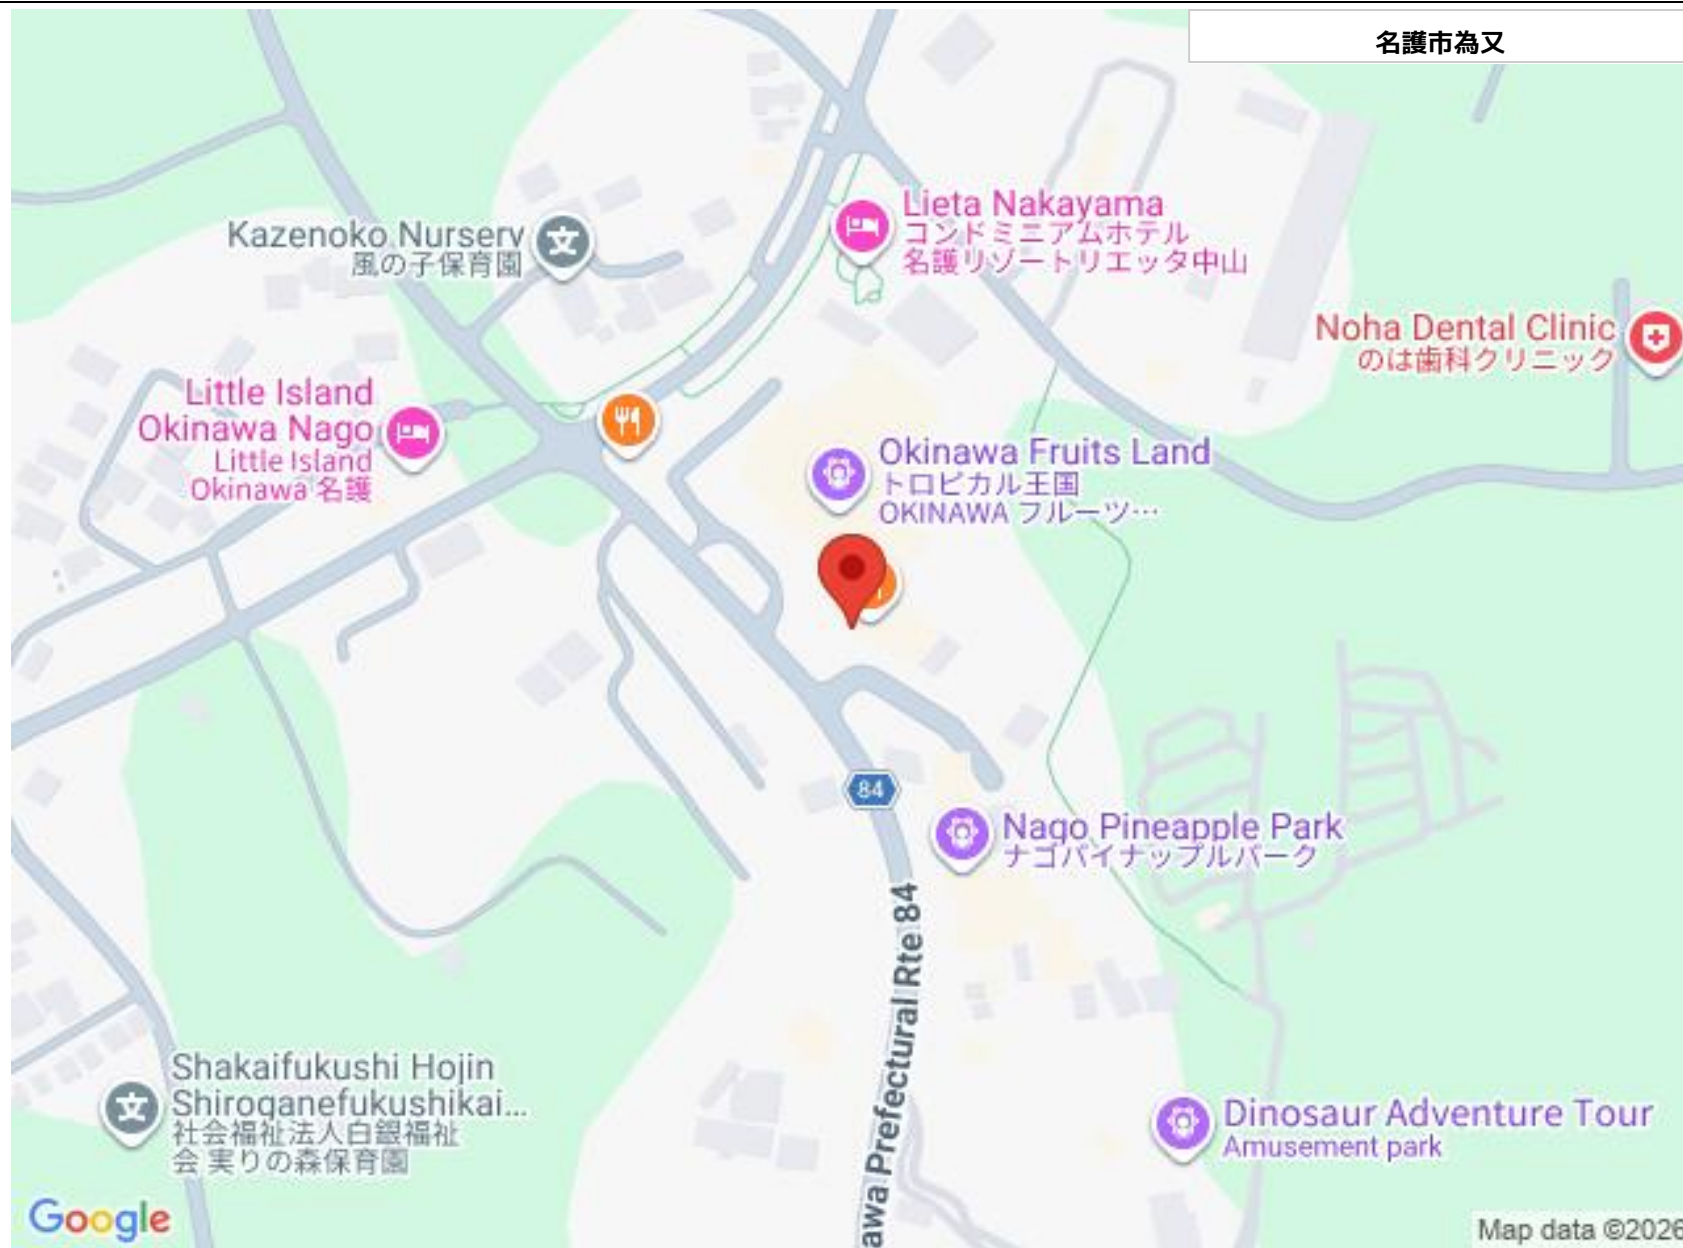 名護市為又
Lieta Nakayama
コンドミニアムホテル
名護リゾートリエッタ中山
Kazenoko Nursery
風の子保育園
Noha Dental Clinic
のは歯科クリニック
Little Island
Okinawa Nago
Little Island
Okinawa 名護
Okinawa Fruits Land
トロピカル王国
OKINAWA フルーツ…
84
Nago Pineapple Park
ナゴパイナップルパーク
awa Prefectural Rte 84
Shakaifukushi Hojin
Shiroganefukushikai...
社会福祉法人白銀福祉
会 実りの森保育園
Dinosaur Adventure Tour
Amusement park
Google
Map data ©2026